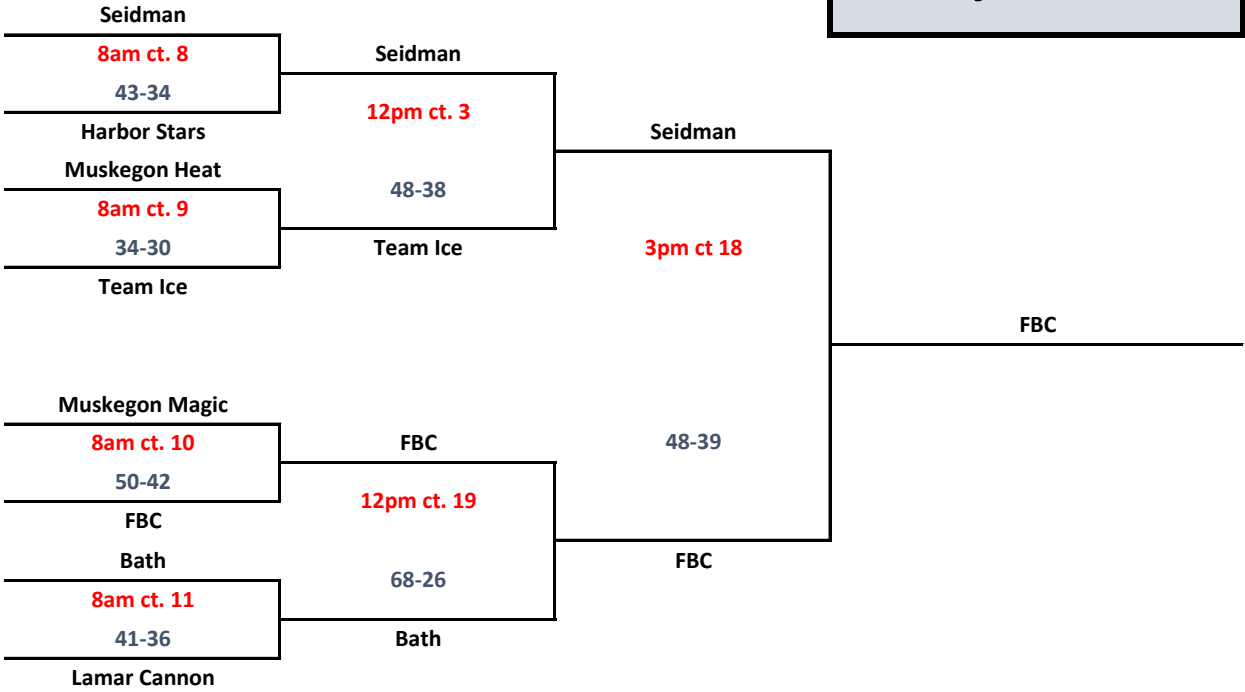 Seidman
8am ct. 8
43-34
Harbor Stars
Muskegon Heat
8am ct. 9
34-30
Team Ice
Muskegon Magic
8am ct. 10
50-42
FBC
Bath
8am ct. 11
41-36
Lamar Cannon
Seidman
12pm ct. 3
48-38
Team Ice
FBC
12pm ct. 19
68-26
Bath
Seidman
3pm ct 18
48-39
FBC
FBC